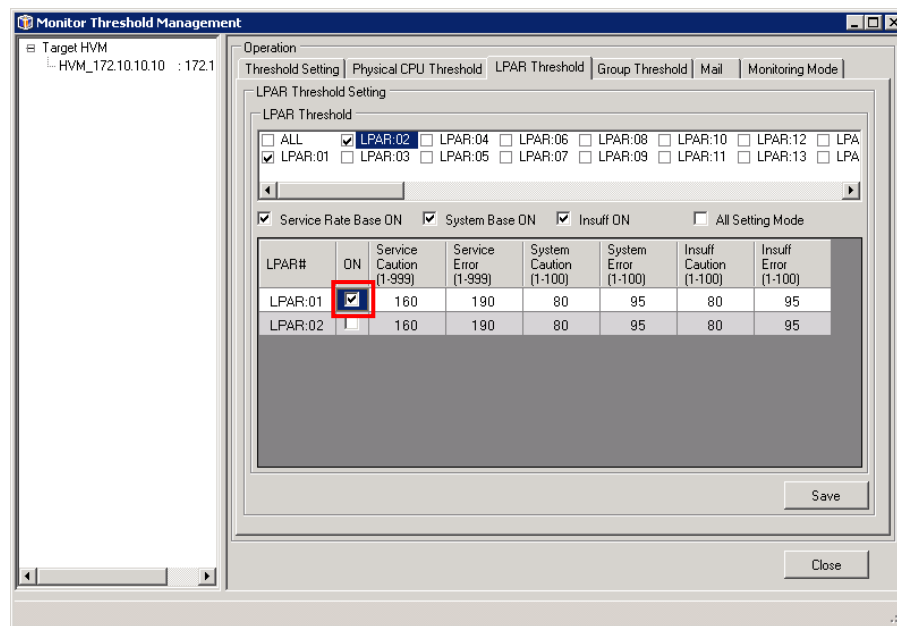 Monitor Threshold Management
Target HVM
HVM_172.10.10.10 : 172.1
Operation
Threshold Setting Physical CPU Threshold LPAR Threshold Group Threshold Mail Monitoring Mode
LPAR Threshold Setting
LPAR Threshold
ALL LPAR:02 LPAR:04 LPAR:06 LPAR:08 LPAR:10 LPAR:12 LPA
LPAR:01 LPAR:03 LPAR:05 LPAR:07 LPAR:09 LPAR:11 LPAR:13 LPA
Service Rate Base ON System Base ON Insuff ON All Setting Mode
LPAR# ON Service Caution (1-999) Service Error (1-999) System Caution (1-100) System Error (1-100) Insuff Caution (1-100) Insuff Error (1-100)
LPAR:01 160 190 80 95 80 95
LPAR:02 160 190 80 95 80 95
Save
Close